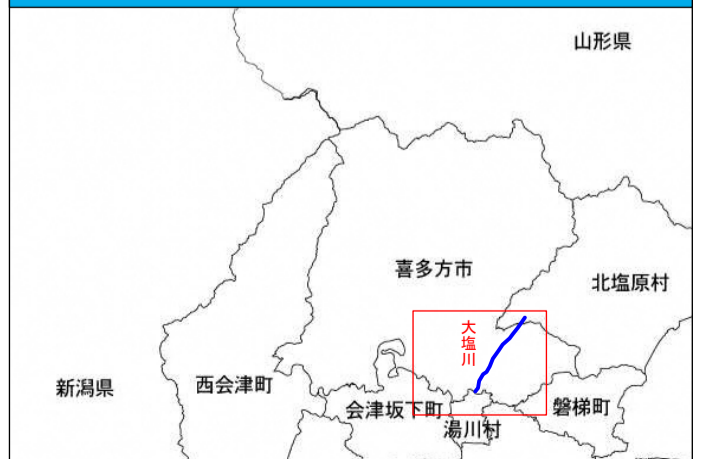 山形県
喜多方市
北塩原村
大塩川
新潟県
西会津町
会津坂下町
磐梯町
湯川村